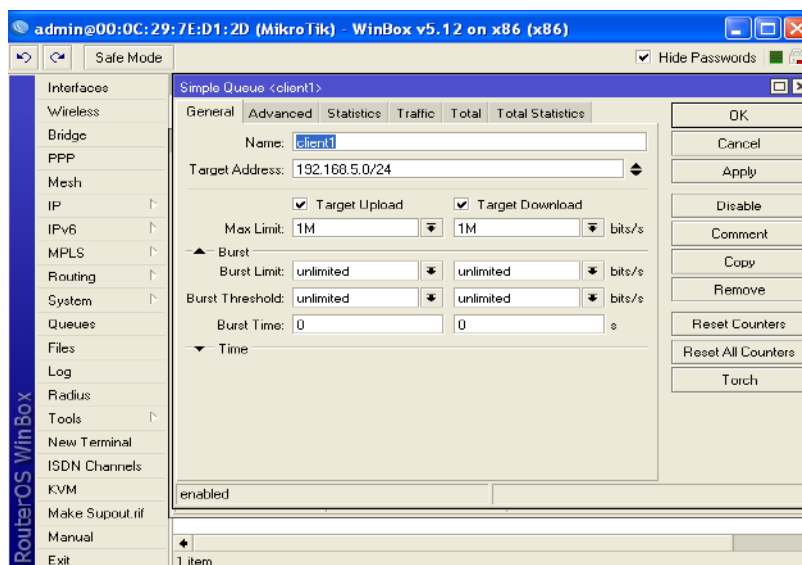 admin@00:0C:29:7E:D1:2D (MikroTik) - WinBox v5.12 on x86 (x86)
Safe Mode
Hide Passwords
RouterOS WinBox
Interfaces
Wireless
Bridge
PPP
Mesh
IP
IPv6
MPLS
Routing
System
Queues
Files
Log
Radius
Tools
New Terminal
ISDN Channels
KVM
Make Supout.rif
Manual
Exit
Simple Queue <client1>
General Advanced Statistics Traffic Total Total Statistics
Name: client1
Target Address: 192.168.5.0/24
Target Upload Target Download
Max Limit: 1M 1M bits/s
Burst
Burst Limit: unlimited unlimited bits/s
Burst Threshold: unlimited unlimited bits/s
Burst Time: 0 0 s
Time
enabled
OK
Cancel
Apply
Disable
Comment
Copy
Remove
Reset Counters
Reset All Counters
Torch
1 item